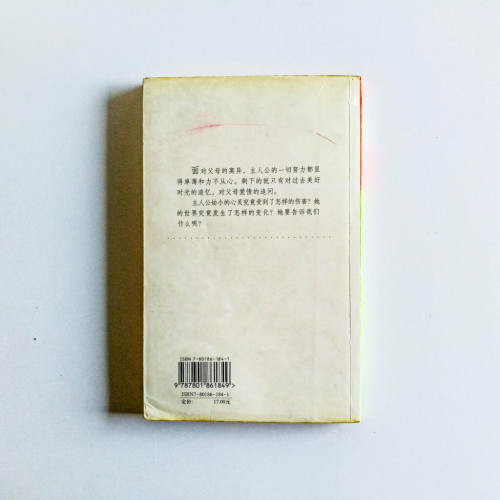 面对父母的离异，主人公的一切努力都显
得单薄和力不从心。剩下的就只有对过去美好
时光的追忆，对父母爱情的追问。
主人公幼小的心灵究竟受到了怎样的伤害？她
的世界究竟发生了怎样的变化？她要告诉我们
什么呢？
ISBN 7-80186-184-1
9 787801 861849 >
ISBN7-80186-184-1
定价： 17.00元